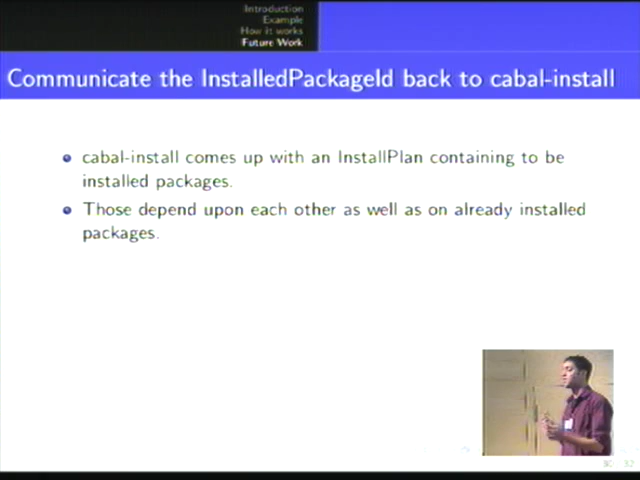 Introduction
Example
How it works
Future Work
Communicate the InstalledPackageId back to cabal-install
cabal-install comes up with an InstallPlan containing to be
installed packages.
Those depend upon each other as well as on already installed
packages.